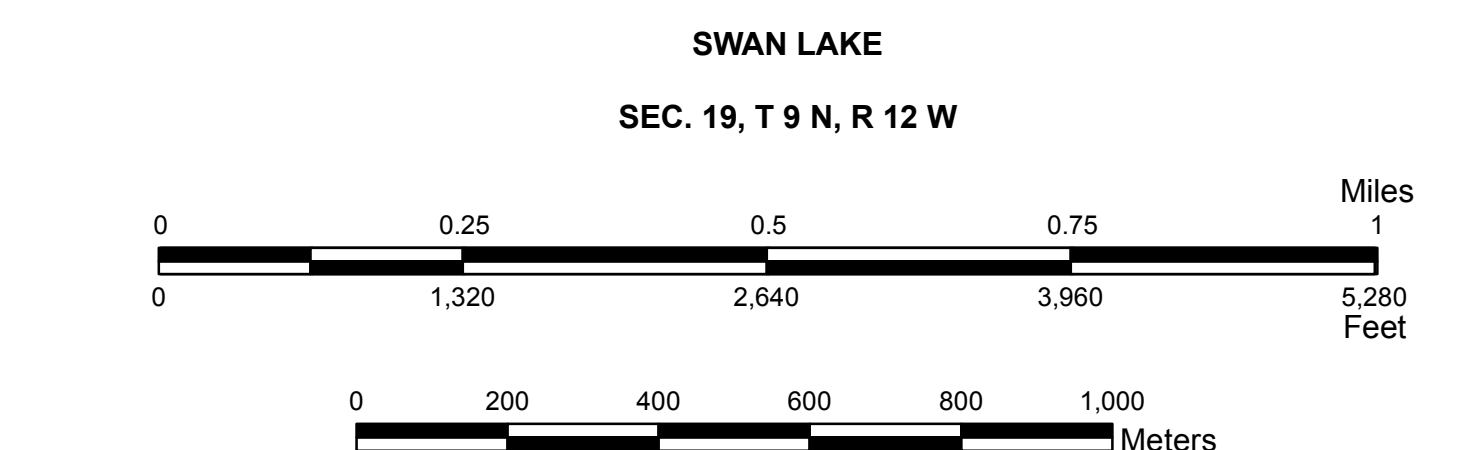 SWAN LAKE
SEC. 19, T 9 N, R 12 W
Miles
0 0.25 0.5 0.75 1
0 1,320 2,640 3,960 5,280
Feet
0 200 400 600 800 1,000
Meters